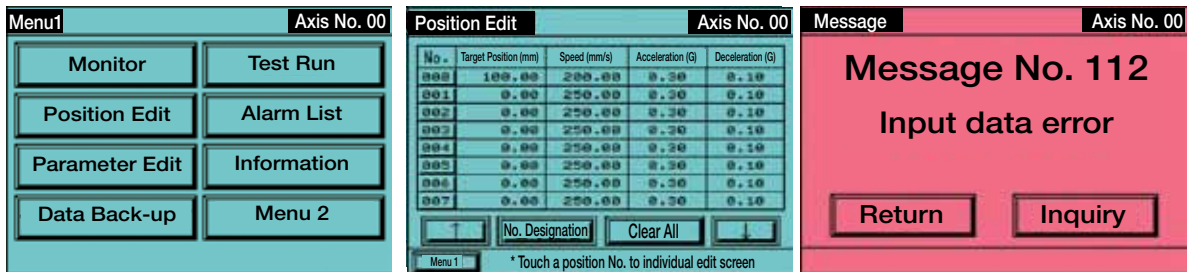 Menu1 Axis No. 00
Monitor Test Run
Position Edit Alarm List
Parameter Edit Information
Data Back-up Menu 2
Position Edit Axis No. 00
No. Target Position (mm) Speed (mm/s) Acceleration (G) Deceleration (G)
000 100.00 200.00 0.30 0.10
001 0.00 250.00 0.30 0.10
002 0.00 250.00 0.30 0.10
003 0.00 250.00 0.30 0.10
004 0.00 250.00 0.30 0.10
005 0.00 250.00 0.30 0.10
006 0.00 250.00 0.30 0.10
007 0.00 250.00 0.30 0.10
↑ No. Designation Clear All ↓
Menu 1 * Touch a position No. to individual edit screen
Message Axis No. 00
Message No. 112
Input data error
Return Inquiry